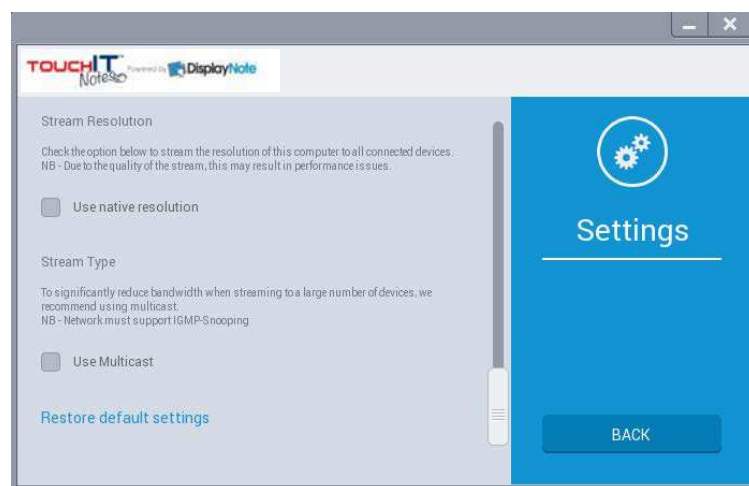 TOUCHIT
Notes
Powered by DisplayNote
Stream Resolution
Check the option below to stream the resolution of this computer to all connected devices.
NB - Due to the quality of the stream, this may result in performance issues.
Use native resolution
Settings
Stream Type
To significantly reduce bandwidth when streaming to a large number of devices, we
recommend using multicast.
NB - Network must support IGMP-Snooping
Use Multicast
Restore default settings
BACK